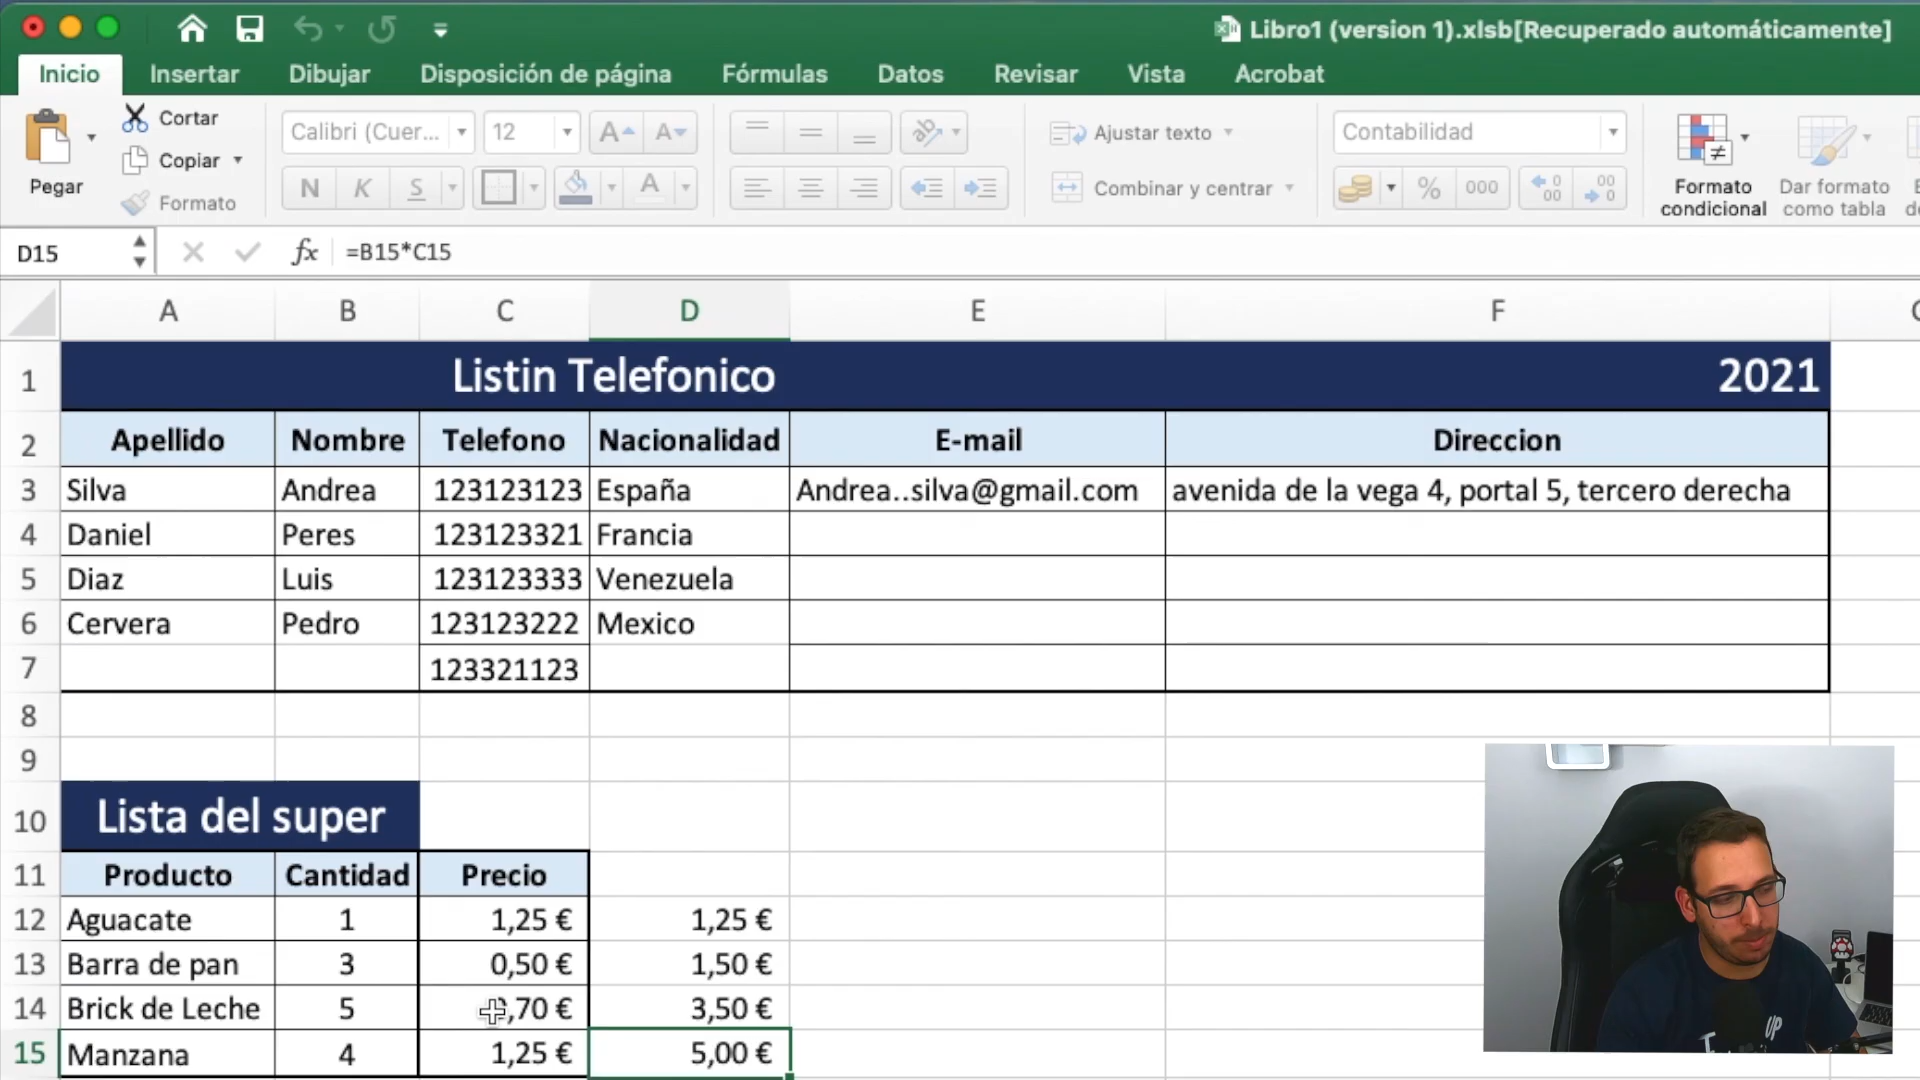 Libro1 (version 1).xlsb[Recuperado automáticamente]
Inicio Insertar Dibujar Disposición de página Fórmulas Datos Revisar Vista Acrobat
Pegar Cortar Copiar Formato
Calibri (Cuer... 12 A A
N K S A
Ajustar texto
Combinar y centrar
Contabilidad
% 000
Formato condicional
Dar formato como tabla
D15 fx =B15*C15
A B C D E F
1 Listin Telefonico 2021
2 Apellido Nombre Telefono Nacionalidad E-mail Direccion
3 Silva Andrea 123123123 España Andrea..silva@gmail.com avenida de la vega 4, portal 5, tercero derecha
4 Daniel Peres 123123321 Francia
5 Diaz Luis 123123333 Venezuela
6 Cervera Pedro 123123222 Mexico
7 123321123
8
9
10 Lista del super
11 Producto Cantidad Precio
12 Aguacate 1 1,25 € 1,25 €
13 Barra de pan 3 0,50 € 1,50 €
14 Brick de Leche 5 ,70 € 3,50 €
15 Manzana 4 1,25 € 5,00 €
UP